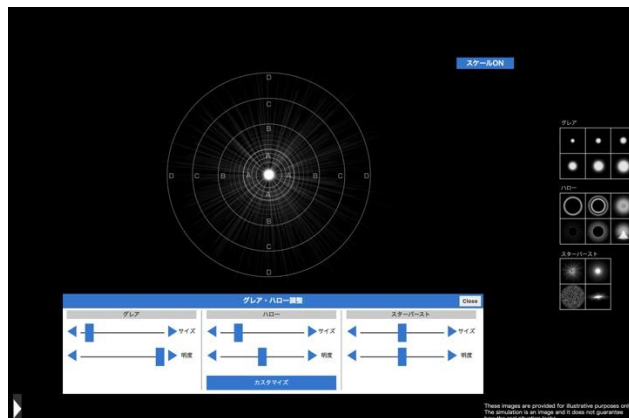 スケールON
D
C
B
A
D C B A A B C D
A
B
C
D
グレア
ハロー
スターバースト
グレア・ハロー調整
Close
グレア ハロー スターバースト
サイズ サイズ サイズ
明度 明度 明度
カスタマイズ
These images are provided for illustrative purposes onl
The simulation is an image and it does not guarantee